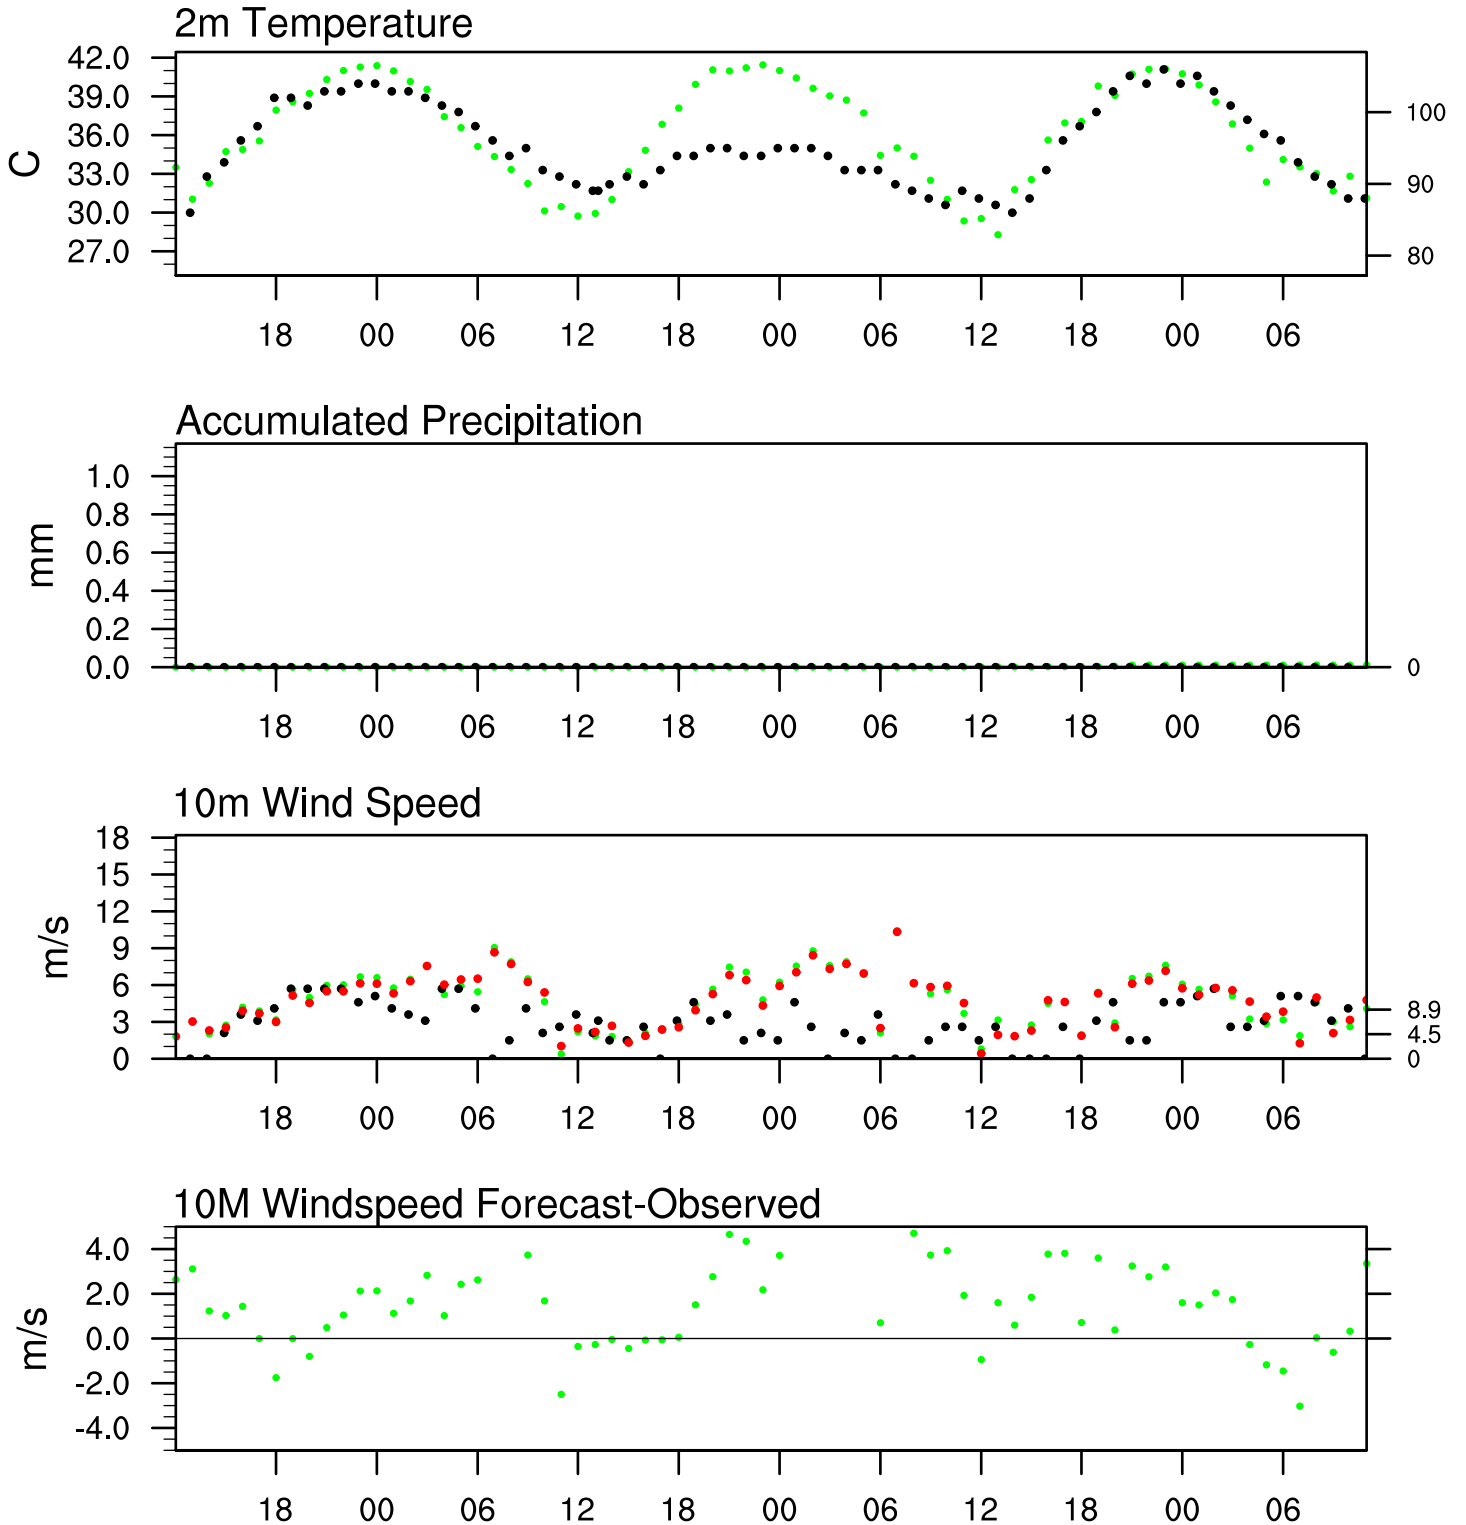 2m Temperature
42.0
39.0
36.0
33.0
30.0
27.0
C
100
90
80
18 00 06 12 18 00 06 12 18 00 06
Accumulated Precipitation
1.0
0.8
0.6
0.4
0.2
0.0
mm
0
18 00 06 12 18 00 06 12 18 00 06
10m Wind Speed
18
15
12
9
6
3
0
m/s
8.9
4.5
0
18 00 06 12 18 00 06 12 18 00 06
10M Windspeed Forecast-Observed
4.0
2.0
0.0
-2.0
-4.0
m/s
18 00 06 12 18 00 06 12 18 00 06